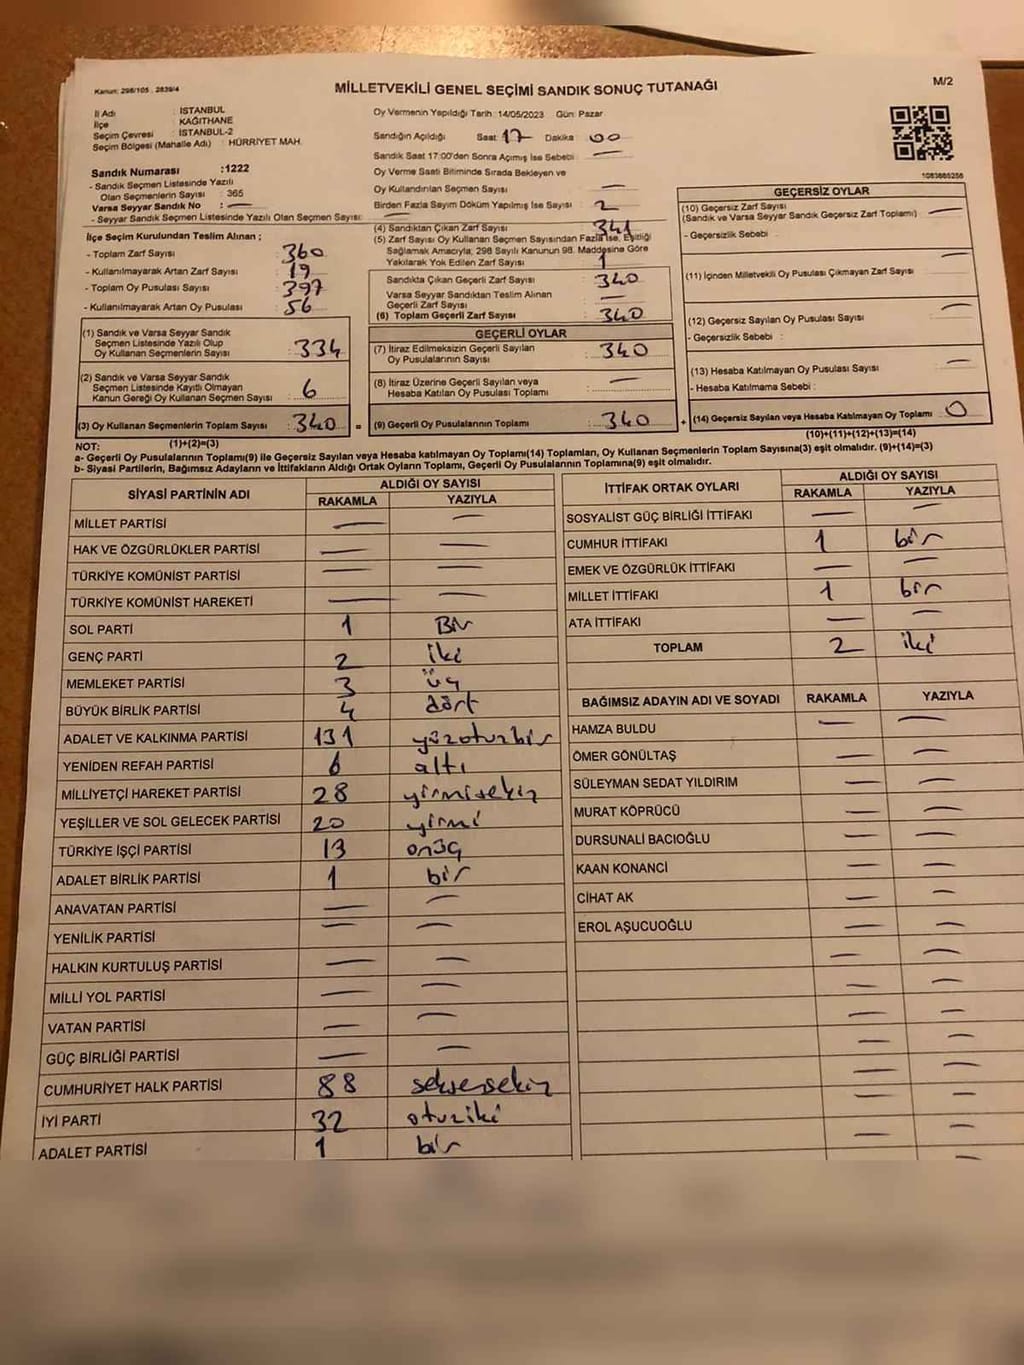 Kanun: 298/105 , 2839/4
MİLLETVEKİLİ GENEL SEÇİMİ SANDIK SONUÇ TUTANAĞI
M/2
İl Adı : İSTANBUL
İlçe : KAĞITHANE
Seçim Çevresi : İSTANBUL-2
Seçim Bölgesi (Mahalle Adı) : HÜRRİYET MAH.
Sandık Numarası :1222
- Sandık Seçmen Listesinde Yazılı
Olan Seçmenlerin Sayısı : 365
Varsa Seyyar Sandık No : —
- Seyyar Sandık Seçmen Listesinde Yazılı Olan Seçmen Sayısı: —
İlçe Seçim Kurulundan Teslim Alınan ;
- Toplam Zarf Sayısı : 360
- Kullanılmayarak Artan Zarf Sayısı : 19
- Toplam Oy Pusulası Sayısı : 397
- Kullanılmayarak Artan Oy Pusulası : 56
(1) Sandık ve Varsa Seyyar Sandık
Seçmen Listesinde Yazılı Olup
Oy Kullanan Seçmenlerin Sayısı : 334
(2) Sandık ve Varsa Seyyar Sandık
Seçmen Listesinde Kayıtlı Olmayan
Kanun Gereği Oy Kullanan Seçmen Sayısı : 6
(3) Oy Kullanan Seçmenlerin Toplam Sayısı : 340
(1)+(2)=(3)
Oy Vermenin Yapıldığı Tarih :14/05/2023 Gün: Pazar
Sandığın Açıldığı Saat 17 Dakika 00
Sandık Saat 17:00'den Sonra Açılmış İse Sebebi : —
Oy Verme Saati Bitiminde Sırada Bekleyen ve
Oy Kullandırılan Seçmen Sayısı : —
Birden Fazla Sayım Döküm Yapılmış İse Sayısı : 2
(4) Sandıktan Çıkan Zarf Sayısı : 341
(5) Zarf Sayısı Oy Kullanan Seçmen Sayısından Fazla İse, Eşitliği
Sağlamak Amacıyla; 298 Sayılı Kanunun 98. Maddesine Göre
Yakılarak Yok Edilen Zarf Sayısı : 1
Sandıkta Çıkan Geçerli Zarf Sayısı : 340
Varsa Seyyar Sandıktan Teslim Alınan
Geçerli Zarf Sayısı : —
(6) Toplam Geçerli Zarf Sayısı : 340
GEÇERLİ OYLAR
(7) İtiraz Edilmeksizin Geçerli Sayılan
Oy Pusulalarının Sayısı : 340
(8) İtiraz Üzerine Geçerli Sayılan veya
Hesaba Katılan Oy Pusulası Toplamı : —
= (9) Geçerli Oy Pusulalarının Toplamı : 340
1083665256
GEÇERSİZ OYLAR
(10) Geçersiz Zarf Sayısı
(Sandık ve Varsa Seyyar Sandık Geçersiz Zarf Toplamı) : —
- Geçersizlik Sebebi :
(11) İçinden Milletvekili Oy Pusulası Çıkmayan Zarf Sayısı : —
(12) Geçersiz Sayılan Oy Pusulası Sayısı : —
- Geçersizlik Sebebi :
(13) Hesaba Katılmayan Oy Pusulası Sayısı : —
- Hesaba Katılmama Sebebi :
+ (14) Geçersiz Sayılan veya Hesaba Katılmayan Oy Toplamı : 0
(10)+(11)+(12)+(13)=(14)
NOT:
a- Geçerli Oy Pusulalarının Toplamı(9) ile Geçersiz Sayılan veya Hesaba katılmayan Oy Toplamı(14) Toplamları, Oy Kullanan Seçmenlerin Toplam Sayısına(3) eşit olmalıdır. (9)+(14)=(3)
b- Siyasi Partilerin, Bağımsız Adayların ve İttifakların Aldığı Ortak Oyların Toplamı, Geçerli Oy Pusulalarının Toplamına(9) eşit olmalıdır.
SİYASİ PARTİNİN ADI ALDIĞI OY SAYISI
RAKAMLA YAZIYLA
MİLLET PARTİSİ — —
HAK VE ÖZGÜRLÜKLER PARTİSİ — —
TÜRKİYE KOMÜNİST PARTİSİ — —
TÜRKİYE KOMÜNİST HAREKETİ — —
SOL PARTİ 1 Bir
GENÇ PARTİ 2 iki
MEMLEKET PARTİSİ 3 üç
BÜYÜK BİRLİK PARTİSİ 4 dört
ADALET VE KALKINMA PARTİSİ 131 yüzotuzbir
YENİDEN REFAH PARTİSİ 6 altı
MİLLİYETÇİ HAREKET PARTİSİ 28 yirmisekiz
YEŞİLLER VE SOL GELECEK PARTİSİ 20 yirmi
TÜRKİYE İŞÇİ PARTİSİ 13 onüç
ADALET BİRLİK PARTİSİ 1 bir
ANAVATAN PARTİSİ — —
YENİLİK PARTİSİ — —
HALKIN KURTULUŞ PARTİSİ — —
MİLLİ YOL PARTİSİ — —
VATAN PARTİSİ — —
GÜÇ BİRLİĞİ PARTİSİ — —
CUMHURİYET HALK PARTİSİ 88 seksensekiz
İYİ PARTİ 32 otuziki
ADALET PARTİSİ 1 bir
İTTİFAK ORTAK OYLARI ALDIĞI OY SAYISI
RAKAMLA YAZIYLA
SOSYALİST GÜÇ BİRLİĞİ İTTİFAKI — —
CUMHUR İTTİFAKI 1 bir
EMEK VE ÖZGÜRLÜK İTTİFAKI — —
MİLLET İTTİFAKI 1 bir
ATA İTTİFAKI — —
TOPLAM 2 iki
BAĞIMSIZ ADAYIN ADI VE SOYADI RAKAMLA YAZIYLA
HAMZA BULDU — —
ÖMER GÖNÜLTAŞ — —
SÜLEYMAN SEDAT YILDIRIM — —
MURAT KÖPRÜCÜ — —
DURSUNALİ BACIOĞLU — —
KAAN KONANCİ — —
CİHAT AK — —
EROL AŞUCUOĞLU — —